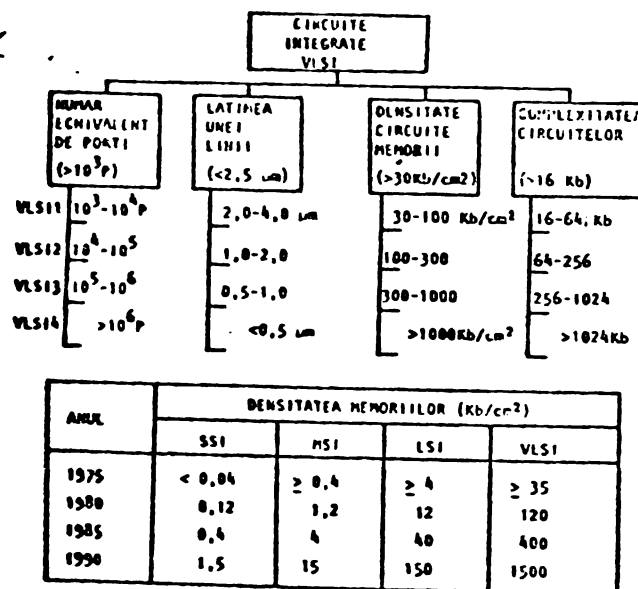 CIRCUITE
INTEGRATE
VLSI
NUMAR
ECHIVALENT
DE PORTI
(>10³P)
LATIMEA
UNEI
LINII
(<2,5 um)
DENSITATE
CIRCUITE
MEMORII
(>30Kb/cm2)
COMPLEXITATEA
CIRCUITELOR
(>16 Kb)
VLSI1 10³-10⁴P 2,0-4,0 um 30-100 Kb/cm² 16-64 Kb
VLSI2 10⁴-10⁵ 1,0-2,0 100-300 64-256
VLSI3 10⁵-10⁶ 0,5-1,0 300-1000 256-1024
VLSI4 >10⁶P <0,5 um >1000Kb/cm² >1024Kb
ANUL DENSITATEA MEMORIILOR (Kb/cm²)
SSI MSI LSI VLSI
1975 < 0,04 ≥ 0,4 ≥ 4 ≥ 35
1980 0,12 1,2 12 120
1985 0,4 4 40 400
1990 1,5 15 150 1500